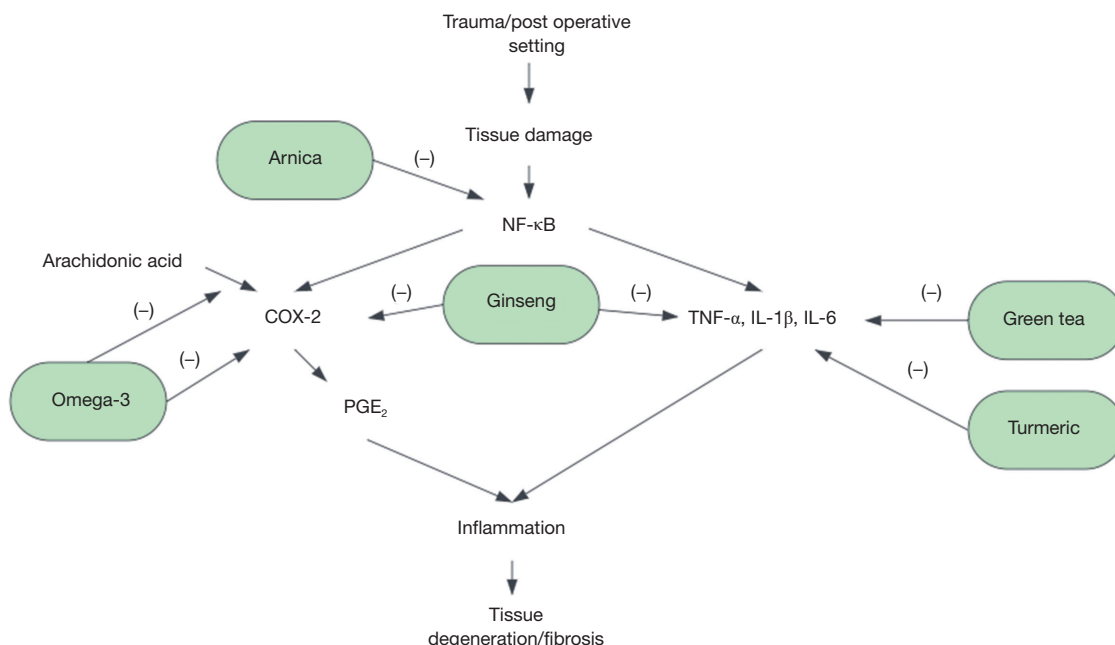 Trauma/post operative
setting
Tissue damage
Arnica
(–)
NF-κB
Arachidonic acid
(–)
COX-2
(–)
Ginseng
(–)
TNF-α, IL-1β, IL-6
(–)
Green tea
(–)
Omega-3
(–)
Turmeric
PGE₂
Inflammation
Tissue
degeneration/fibrosis